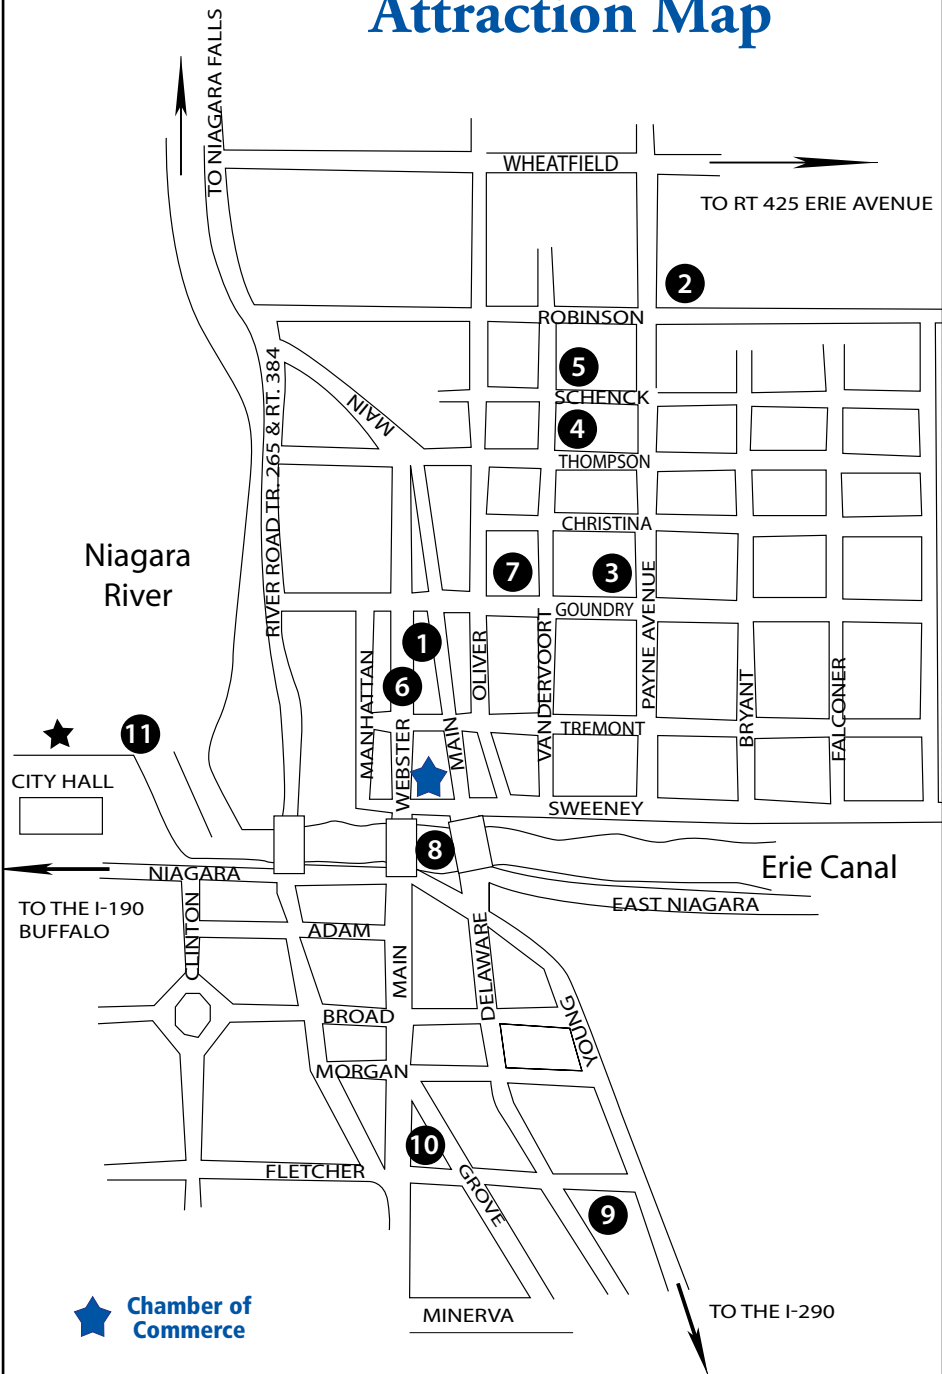 Attraction Map
TO NIAGARA FALLS
WHEATFIELD
TO RT 425 ERIE AVENUE
2
ROBINSON
5
SCHENCK
MAIN
4
THOMPSON
RIVER ROAD TR. 265 & RT. 384
CHRISTINA
Niagara
River
7
3
GOUNDRY
PAYNE AVENUE
1
6
OLIVER
VANDERVOORT
MANHATTAN
WEBSTER
MAIN
TREMONT
BRYANT
FALCONER
11
CITY HALL
SWEENEY
8
Erie Canal
NIAGARA
EAST NIAGARA
TO THE I-190
BUFFALO
CLINTON
ADAM
MAIN
DELAWARE
BROAD
YOUNG
MORGAN
10
FLETCHER
GROVE
9
Chamber of
Commerce
MINERVA
TO THE I-290